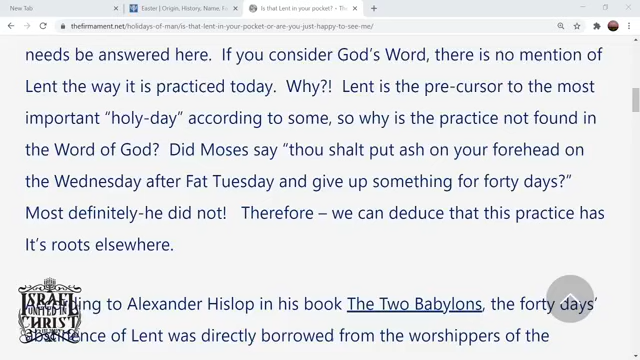 New Tab
Easter | Origin, History, Name, F
Is that Lent in your pocket? • Th
thefirmament.net/holidays-of-man/is-that-lent-in-your-pocket-or-are-you-just-happy-to-see-me/
needs be answered here. If you consider God's Word, there is no mention of
Lent the way it is practiced today. Why?! Lent is the pre-cursor to the most
important “holy-day” according to some, so why is the practice not found in
the Word of God? Did Moses say “thou shalt put ash on your forehead on
the Wednesday after Fat Tuesday and give up something for forty days?”
Most definitely-he did not! Therefore – we can deduce that this practice has
It's roots elsewhere.
According to Alexander Hislop in his book The Two Babylons, the forty days'
abstinence of Lent was directly borrowed from the worshippers of the
ISRAEL
UNITED IN
CHRIST